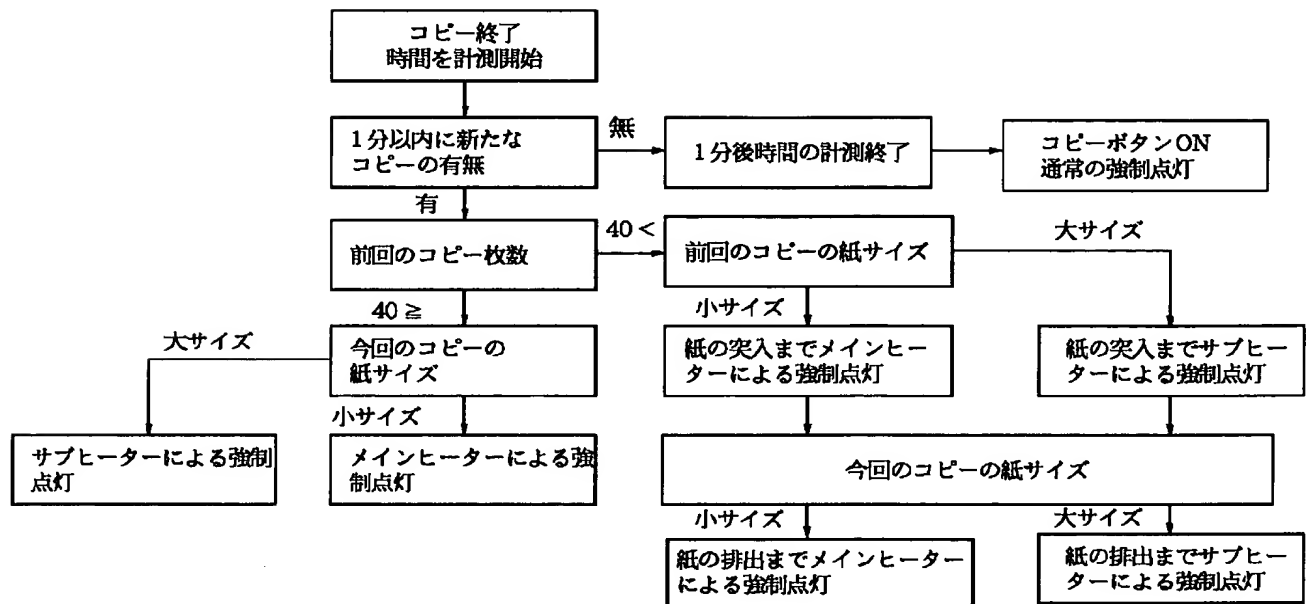 コピー終了
時間を計測開始
1分以内に新たな
コピーの有無
無
1分後時間の計測終了
コピーボタンON
通常の強制点灯
有
前回のコピー枚数
40<
前回のコピーの紙サイズ
大サイズ
40≧
小サイズ
大サイズ
今回のコピーの
紙サイズ
紙の突入までメインヒー
ターによる強制点灯
紙の突入までサブヒー
ターによる強制点灯
小サイズ
サブヒーターによる強制
点灯
メインヒーターによる強
制点灯
今回のコピーの紙サイズ
小サイズ
大サイズ
紙の排出までメインヒーター
による強制点灯
紙の排出までサブヒー
ターによる強制点灯